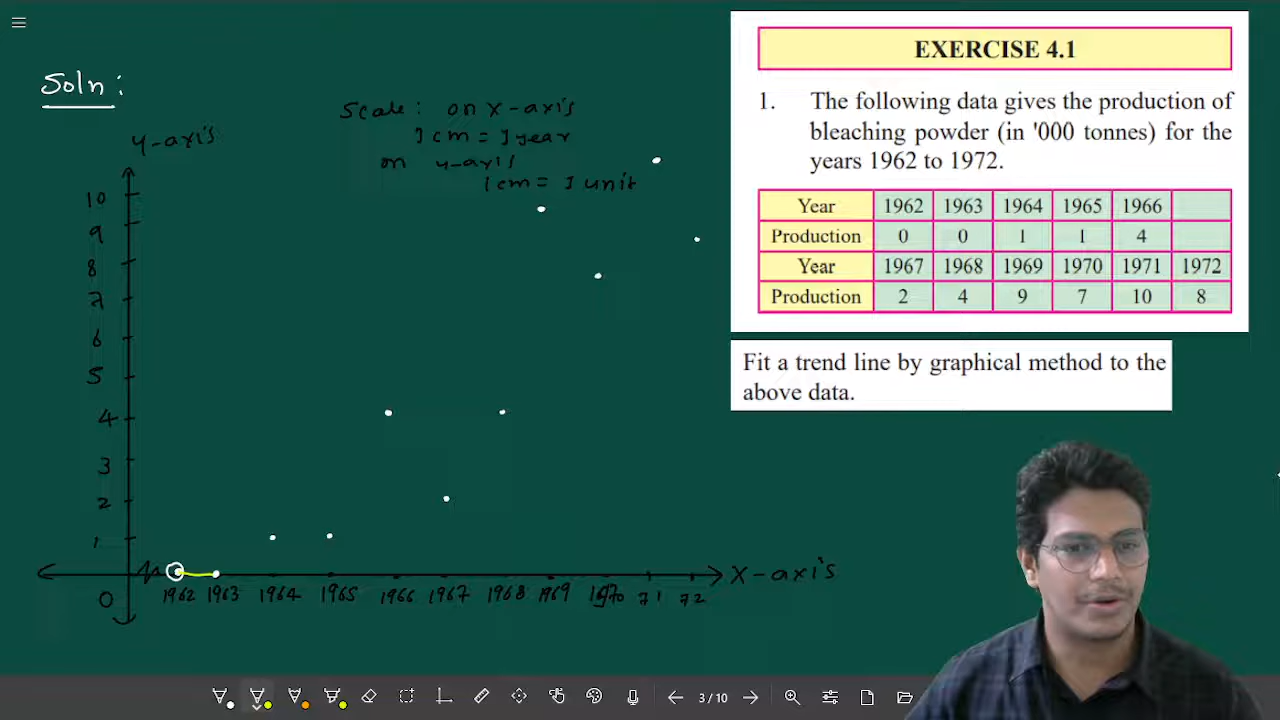 Soln:
Scale: on X-axis
1 cm = 1 year
on y-axis
1 cm = 1 unit
y-axis
10
9
8
7
6
5
4
3
2
1
0
1962 1963 1964 1965 1966 1967 1968 1969 1970 71 72
X-axis
EXERCISE 4.1
1. The following data gives the production of
bleaching powder (in '000 tonnes) for the
years 1962 to 1972.
Year 1962 1963 1964 1965 1966
Production 0 0 1 1 4
Year 1967 1968 1969 1970 1971 1972
Production 2 4 9 7 10 8
Fit a trend line by graphical method to the
above data.
3/10